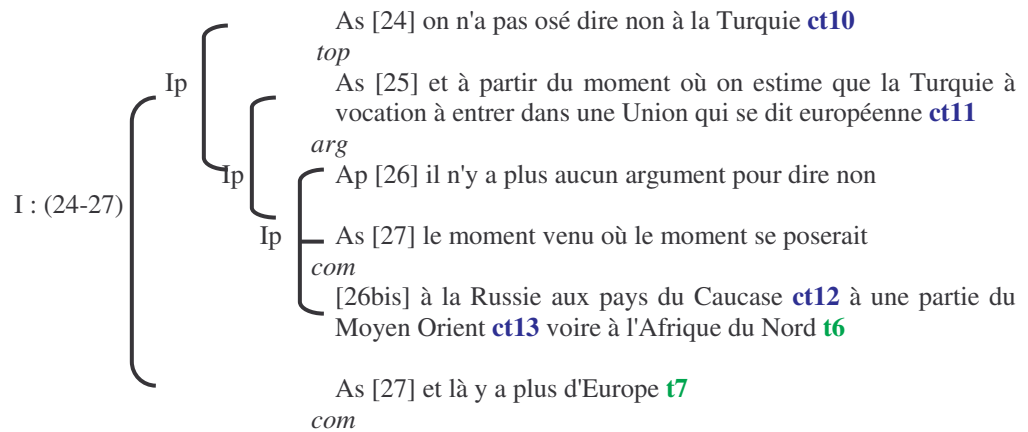 As [24] on n'a pas osé dire non à la Turquie ct10
top
Ip
As [25] et à partir du moment où on estime que la Turquie à
vocation à entrer dans une Union qui se dit européenne ct11
arg
Ip
Ap [26] il n'y a plus aucun argument pour dire non
I : (24-27)
Ip
As [27] le moment venu où le moment se poserait
com
[26bis] à la Russie aux pays du Caucase ct12 à une partie du
Moyen Orient ct13 voire à l'Afrique du Nord t6
As [27] et là y a plus d'Europe t7
com